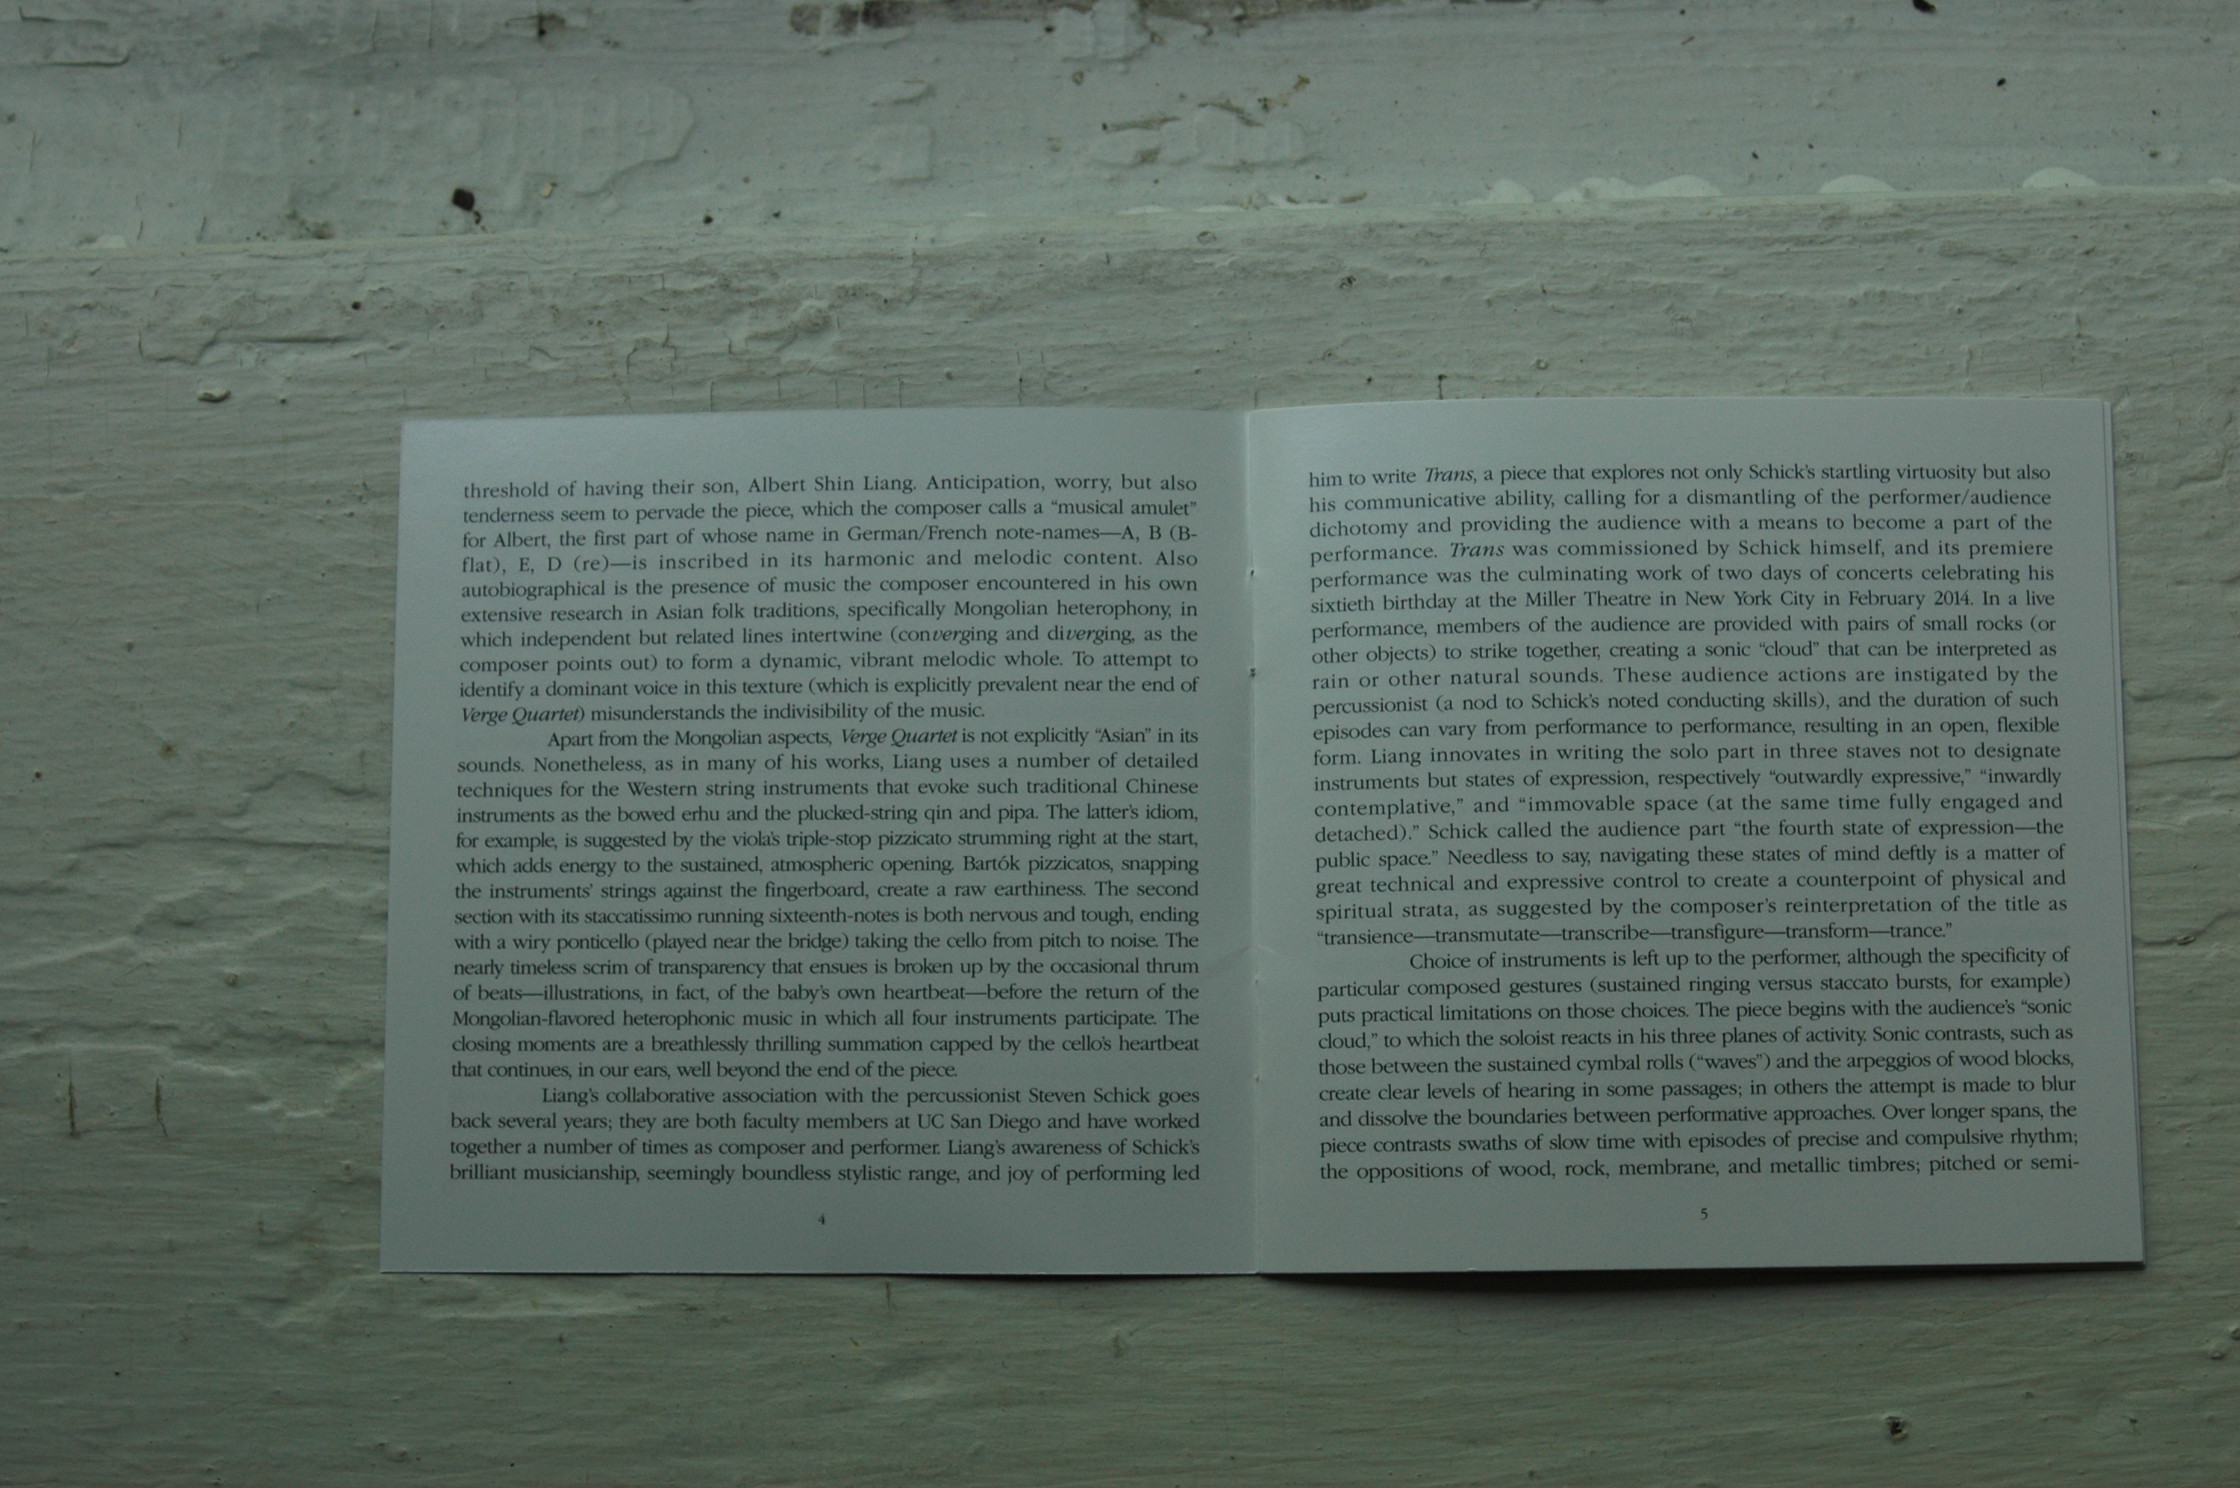 threshold of having their son, Albert Shin Liang. Anticipation, worry, but also
tenderness seem to pervade the piece, which the composer calls a “musical amulet”
for Albert, the first part of whose name in German/French note-names—A, B (B-
flat), E, D (re)—is inscribed in its harmonic and melodic content. Also
autobiographical is the presence of music the composer encountered in his own
extensive research in Asian folk traditions, specifically Mongolian heterophony, in
which independent but related lines intertwine (converging and diverging, as the
composer points out) to form a dynamic, vibrant melodic whole. To attempt to
identify a dominant voice in this texture (which is explicitly prevalent near the end of
Verge Quartet) misunderstands the indivisibility of the music.
Apart from the Mongolian aspects, Verge Quartet is not explicitly “Asian” in its
sounds. Nonetheless, as in many of his works, Liang uses a number of detailed
techniques for the Western string instruments that evoke such traditional Chinese
instruments as the bowed erhu and the plucked-string qin and pipa. The latter’s idiom,
for example, is suggested by the viola’s triple-stop pizzicato strumming right at the start,
which adds energy to the sustained, atmospheric opening. Bartók pizzicatos, snapping
the instruments’ strings against the fingerboard, create a raw earthiness. The second
section with its staccatissimo running sixteenth-notes is both nervous and tough, ending
with a wiry ponticello (played near the bridge) taking the cello from pitch to noise. The
nearly timeless scrim of transparency that ensues is broken up by the occasional thrum
of beats—illustrations, in fact, of the baby’s own heartbeat—before the return of the
Mongolian-flavored heterophonic music in which all four instruments participate. The
closing moments are a breathlessly thrilling summation capped by the cello’s heartbeat
that continues, in our ears, well beyond the end of the piece.
Liang’s collaborative association with the percussionist Steven Schick goes
back several years; they are both faculty members at UC San Diego and have worked
together a number of times as composer and performer. Liang’s awareness of Schick’s
brilliant musicianship, seemingly boundless stylistic range, and joy of performing led
4
him to write Trans, a piece that explores not only Schick’s startling virtuosity but also
his communicative ability, calling for a dismantling of the performer/audience
dichotomy and providing the audience with a means to become a part of the
performance. Trans was commissioned by Schick himself, and its premiere
performance was the culminating work of two days of concerts celebrating his
sixtieth birthday at the Miller Theatre in New York City in February 2014. In a live
performance, members of the audience are provided with pairs of small rocks (or
other objects) to strike together, creating a sonic “cloud” that can be interpreted as
rain or other natural sounds. These audience actions are instigated by the
percussionist (a nod to Schick’s noted conducting skills), and the duration of such
episodes can vary from performance to performance, resulting in an open, flexible
form. Liang innovates in writing the solo part in three staves not to designate
instruments but states of expression, respectively “outwardly expressive,” “inwardly
contemplative,” and “immovable space (at the same time fully engaged and
detached).” Schick called the audience part “the fourth state of expression—the
public space.” Needless to say, navigating these states of mind deftly is a matter of
great technical and expressive control to create a counterpoint of physical and
spiritual strata, as suggested by the composer’s reinterpretation of the title as
“transience—transmutate—transcribe—transfigure—transform—trance.”
Choice of instruments is left up to the performer, although the specificity of
particular composed gestures (sustained ringing versus staccato bursts, for example)
puts practical limitations on those choices. The piece begins with the audience’s “sonic
cloud,” to which the soloist reacts in his three planes of activity. Sonic contrasts, such as
those between the sustained cymbal rolls (“waves”) and the arpeggios of wood blocks,
create clear levels of hearing in some passages; in others the attempt is made to blur
and dissolve the boundaries between performative approaches. Over longer spans, the
piece contrasts swaths of slow time with episodes of precise and compulsive rhythm;
the oppositions of wood, rock, membrane, and metallic timbres; pitched or semi-
5